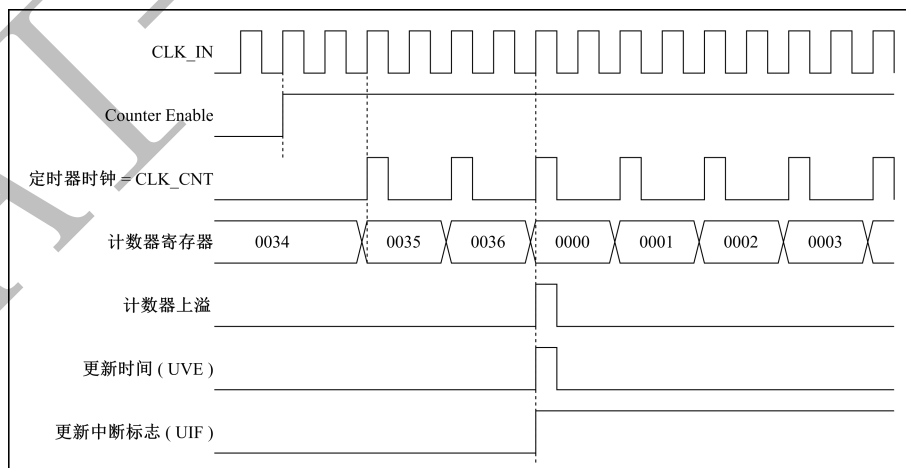 CLK_IN
Counter Enable
定时器时钟 = CLK_CNT
计数器寄存器 0034 0035 0036 0000 0001 0002 0003
计数器上溢
更新时间 ( UVE )
更新中断标志 ( UIF )